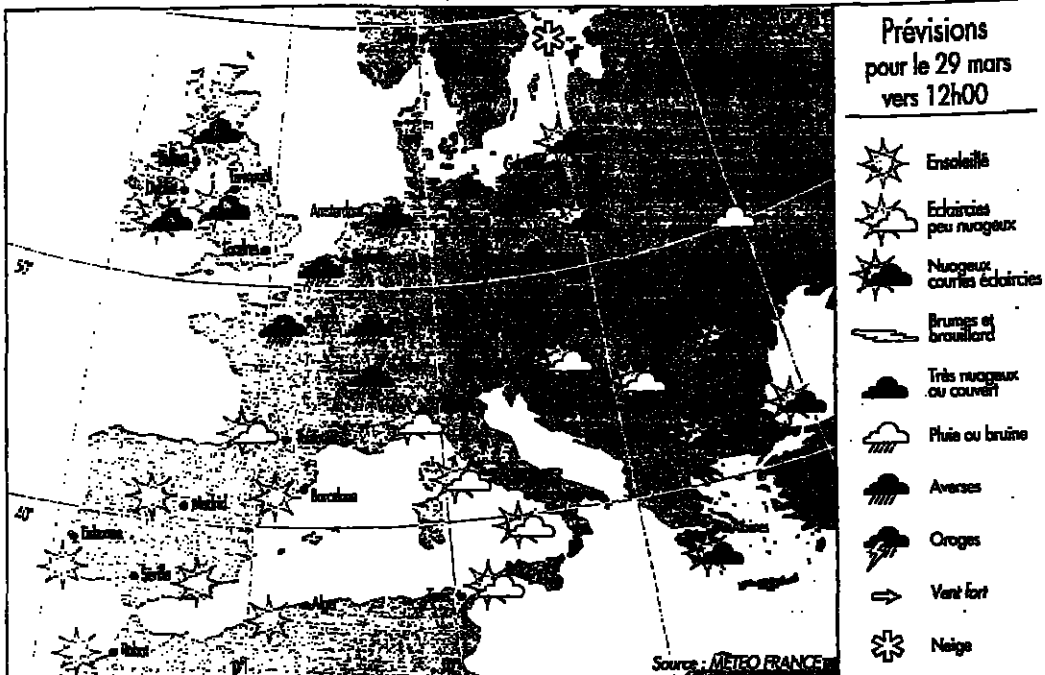 Prévisions
pour le 29 mars
vers 12h00
Ensoleillé
Eclaircies
peu nuageux
Nuageux
courtes éclaircies
Brumes et
brouillard
Très nuageux
ou couvert
Pluie ou bruine
Averses
Orages
Vent fort
Neige
Amsterdam
50°
Barcelone
Madrid
40°
Séville
Alger
Rabat
0°
Source : METEO FRANCE